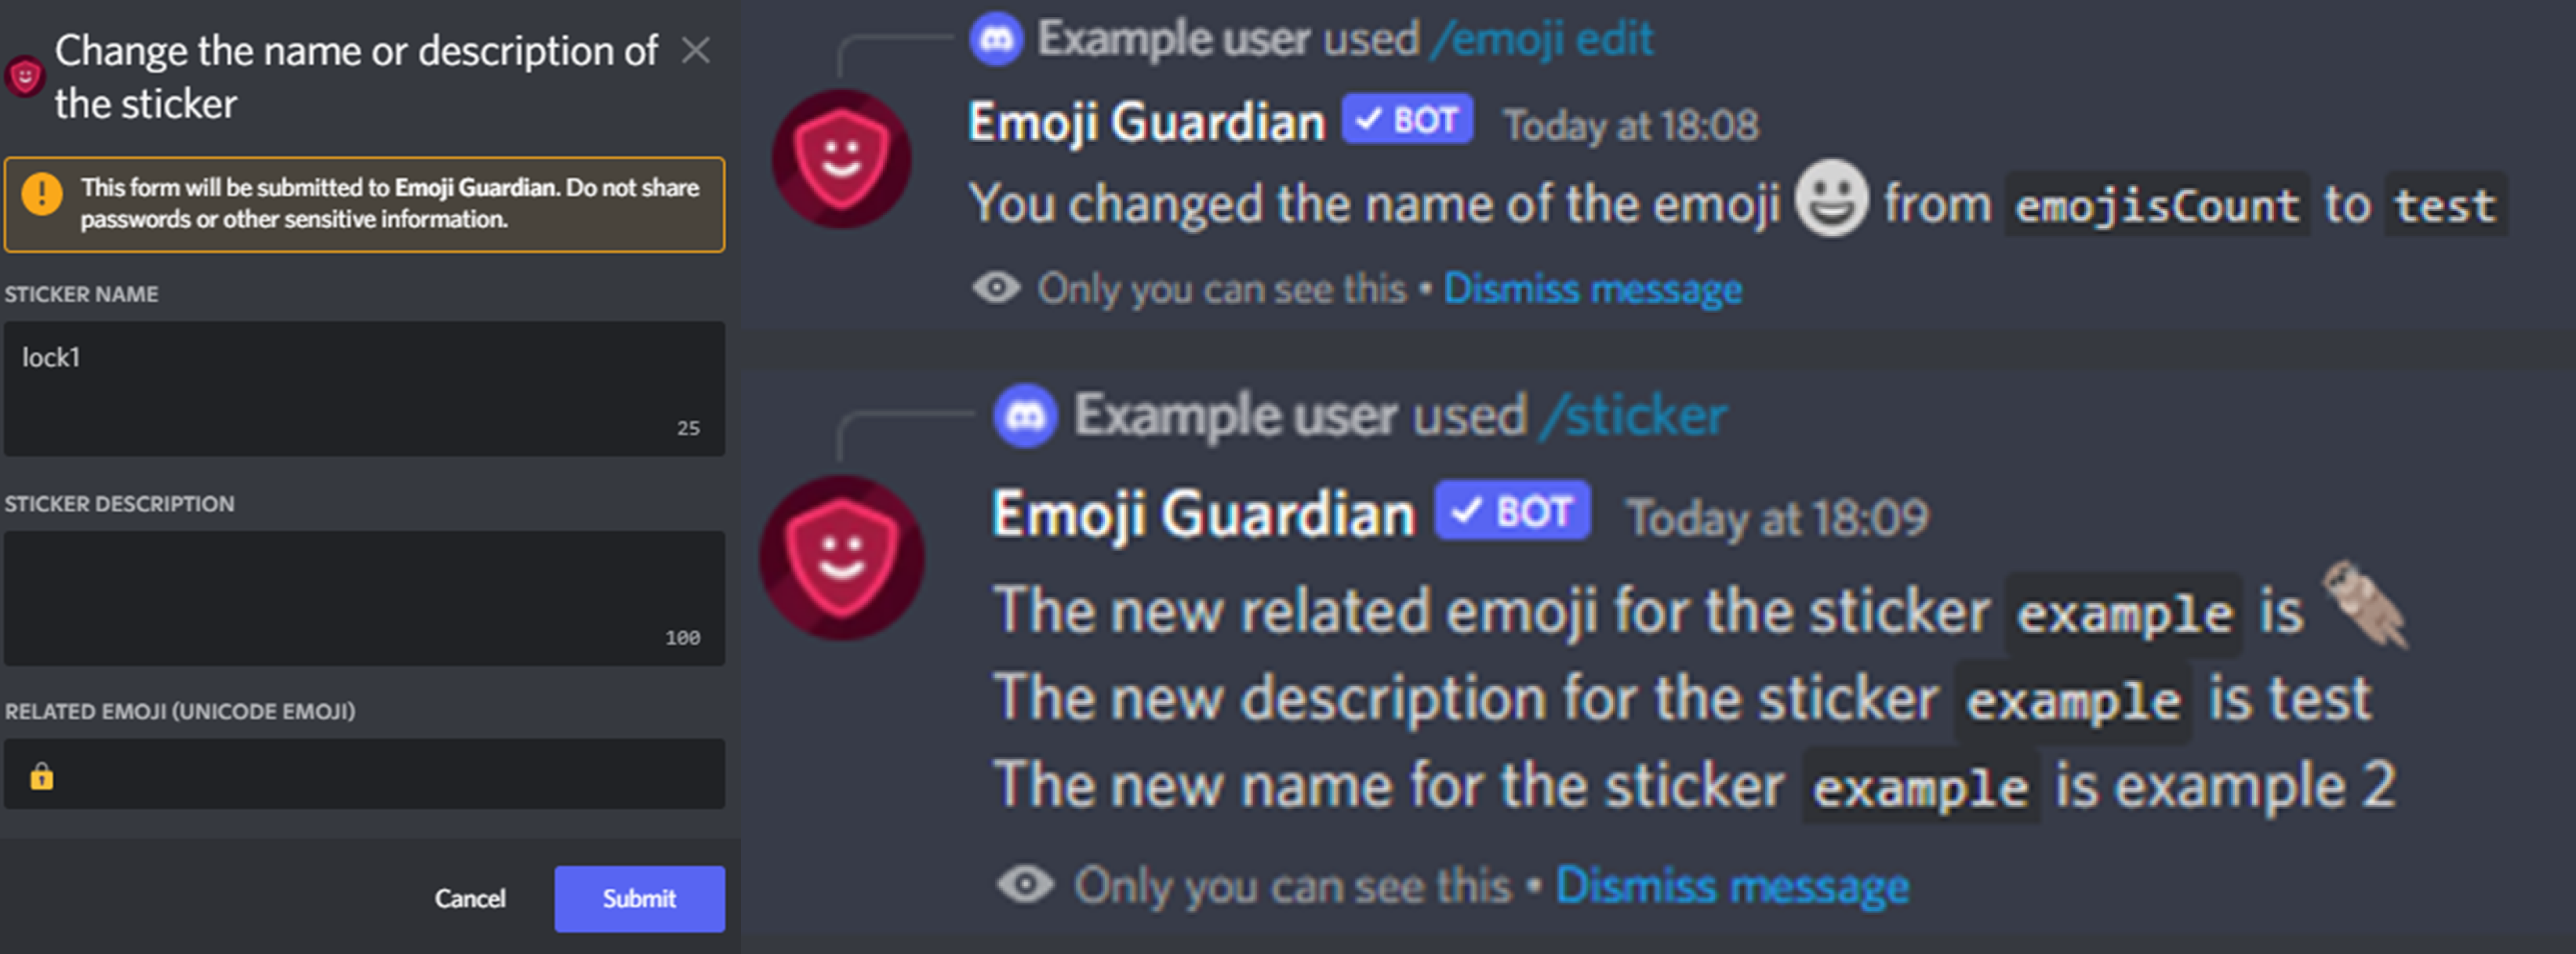 Change the name or description of
the sticker
This form will be submitted to Emoji Guardian. Do not share
passwords or other sensitive information.
STICKER NAME
lock1
25
STICKER DESCRIPTION
100
RELATED EMOJI (UNICODE EMOJI)
Cancel Submit
Example user used /emoji edit
Emoji Guardian ✓ BOT Today at 18:08
You changed the name of the emoji from emojisCount to test
Only you can see this • Dismiss message
Example user used /sticker
Emoji Guardian ✓ BOT Today at 18:09
The new related emoji for the sticker example is
The new description for the sticker example is test
The new name for the sticker example is example 2
Only you can see this • Dismiss message